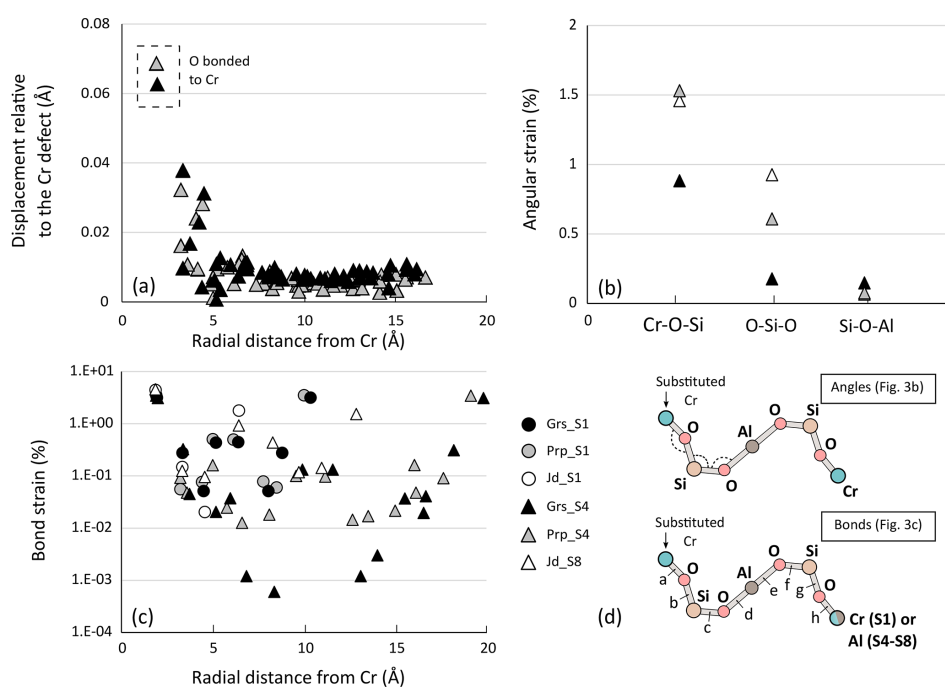 0.08
0.06
0.04
0.02
0
Displacement relative
to the Cr defect (Å)
O bonded
to Cr
(a)
0
5
10
15
20
Radial distance from Cr (Å)
2
1.5
1
0.5
0
Angular strain (%)
(b)
0
Cr-O-Si
O-Si-O
Si-O-Al
1.E+01
1.E+00
1.E-01
1.E-02
1.E-03
1.E-04
Bond strain (%)
(c)
0
5
10
15
20
Radial distance from Cr (Å)
Grs_S1
Prp_S1
Jd_S1
Grs_S4
Prp_S4
Jd_S8
Substituted
Cr
Angles (Fig. 3b)
O
Si
O
Al
O
Si
O
Cr
Substituted
Cr
Bonds (Fig. 3c)
O
Si
O
Al
O
Si
O
a
b
c
d
e
f
g
h
(d)
Cr (S1) or
Al (S4-S8)